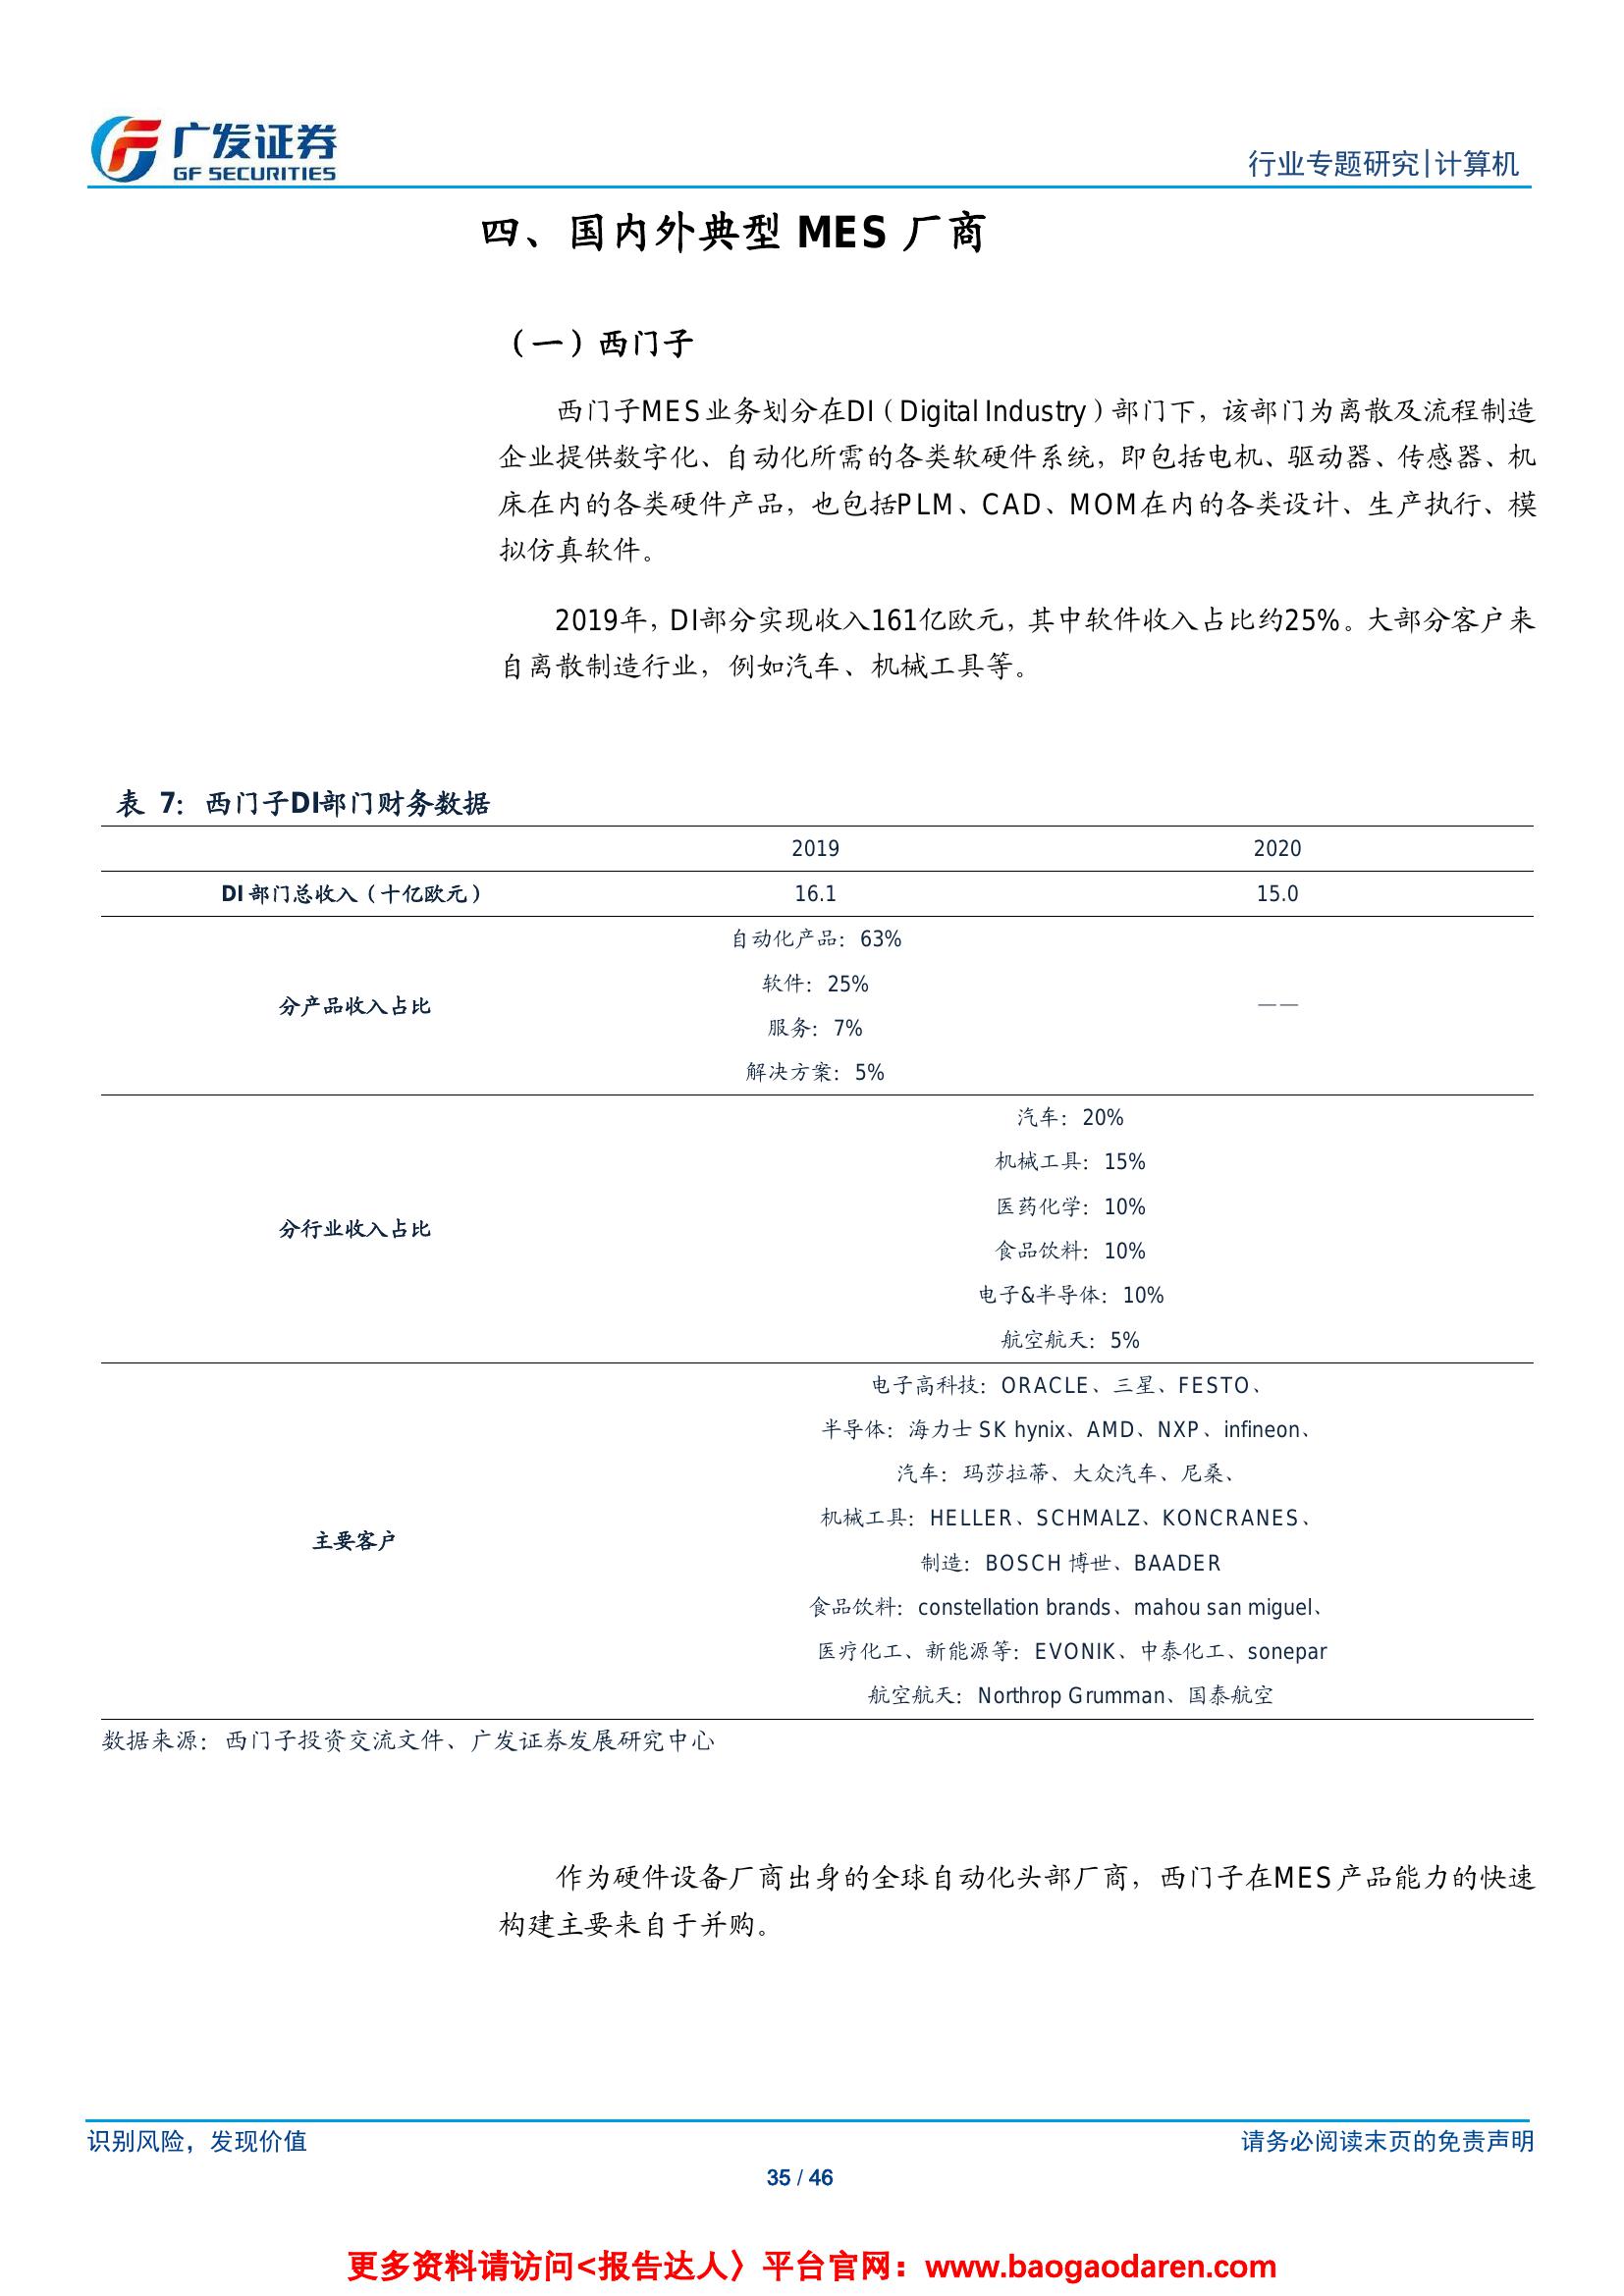 广发证券
GF SECURITIES
行业专题研究|计算机
四、国内外典型 MES 厂商
（一）西门子
西门子MES业务划分在DI（Digital Industry）部门下，该部门为离散及流程制造
企业提供数字化、自动化所需的各类软硬件系统，即包括电机、驱动器、传感器、机
床在内的各类硬件产品，也包括PLM、CAD、MOM在内的各类设计、生产执行、模
拟仿真软件。
2019年，DI部分实现收入161亿欧元，其中软件收入占比约25%。大部分客户来
自离散制造行业，例如汽车、机械工具等。
表 7：西门子DI部门财务数据
2019 2020
DI 部门总收入（十亿欧元） 16.1 15.0
自动化产品：63%
软件：25%
分产品收入占比 ——
服务：7%
解决方案：5%
汽车：20%
机械工具：15%
医药化学：10%
分行业收入占比
食品饮料：10%
电子&半导体：10%
航空航天：5%
电子高科技：ORACLE、三星、FESTO、
半导体：海力士 SK hynix、AMD、NXP、infineon、
汽车：玛莎拉蒂、大众汽车、尼桑、
机械工具：HELLER、SCHMALZ、KONCRANES、
主要客户
制造：BOSCH 博世、BAADER
食品饮料：constellation brands、mahou san miguel、
医疗化工、新能源等：EVONIK、中泰化工、sonepar
航空航天：Northrop Grumman、国泰航空
数据来源：西门子投资交流文件、广发证券发展研究中心
作为硬件设备厂商出身的全球自动化头部厂商，西门子在MES产品能力的快速
构建主要来自于并购。
识别风险，发现价值 请务必阅读末页的免责声明
35 / 46
更多资料请访问<报告达人〉平台官网：www.baogaodaren.com